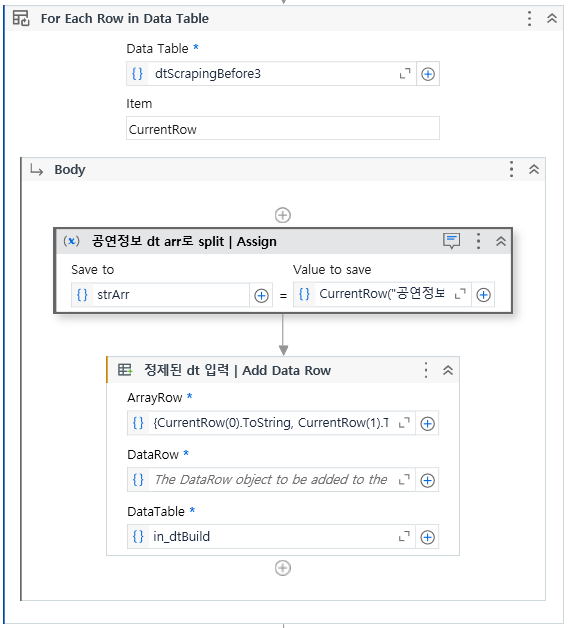 For Each Row in Data Table
Data Table *
dtScrapingBefore3
Item
CurrentRow
Body
공연정보 dt arr로 split | Assign
Save to
Value to save
strArr
=
CurrentRow("공연정보
정제된 dt 입력 | Add Data Row
ArrayRow *
{CurrentRow(0).ToString, CurrentRow(1).T
DataRow *
The DataRow object to be added to the
DataTable *
in_dtBuild